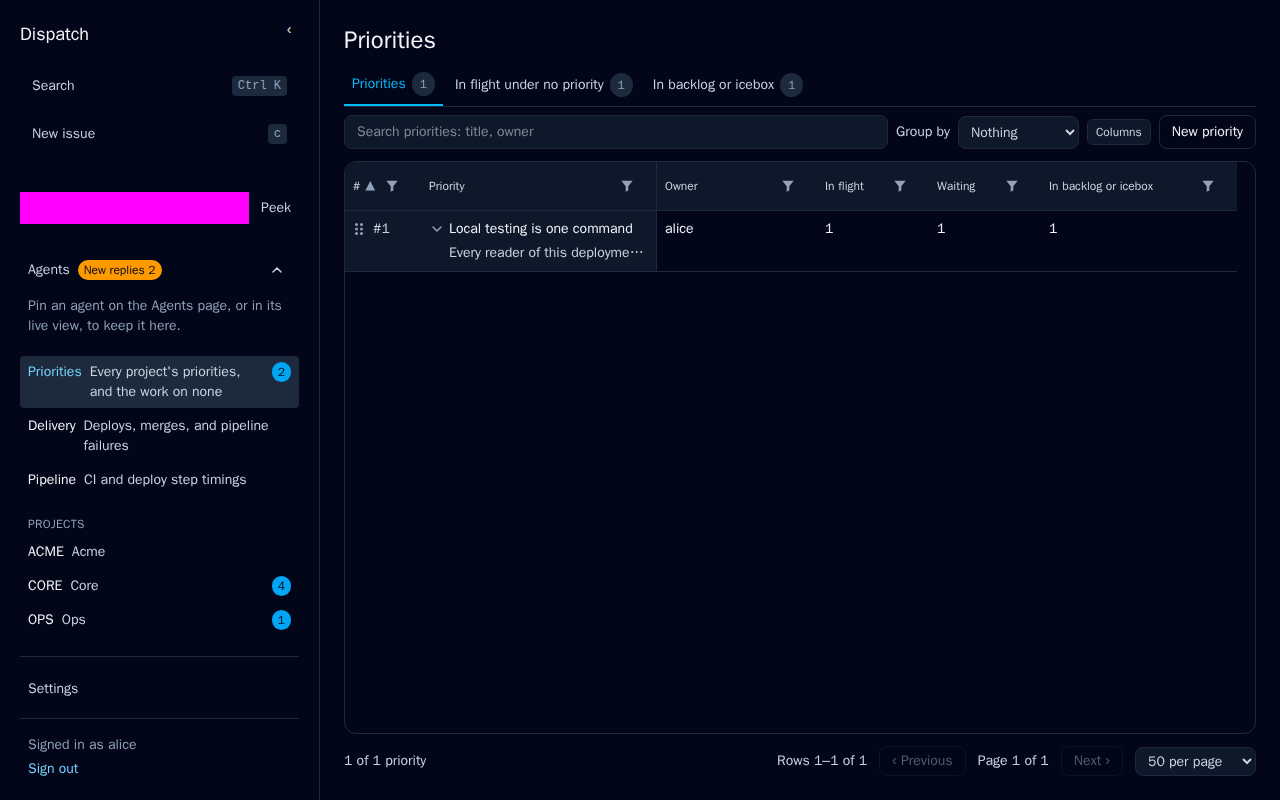 Dispatch
Search Ctrl K
New issue C
Peek
Agents New replies 2
Pin an agent on the Agents page, or in its
live view, to keep it here.
Priorities Every project's priorities, 2
and the work on none
Delivery Deploys, merges, and pipeline
failures
Pipeline CI and deploy step timings
PROJECTS
ACME Acme
CORE Core 4
OPS Ops 1
Settings
Signed in as alice
Sign out
Priorities
Priorities 1 In flight under no priority 1 In backlog or icebox 1
Search priorities: title, owner Group by Nothing Columns New priority
# Priority Owner In flight Waiting In backlog or icebox
#1 Local testing is one command alice 1 1 1
Every reader of this deployme…
1 of 1 priority Rows 1–1 of 1 ‹ Previous Page 1 of 1 Next › 50 per page